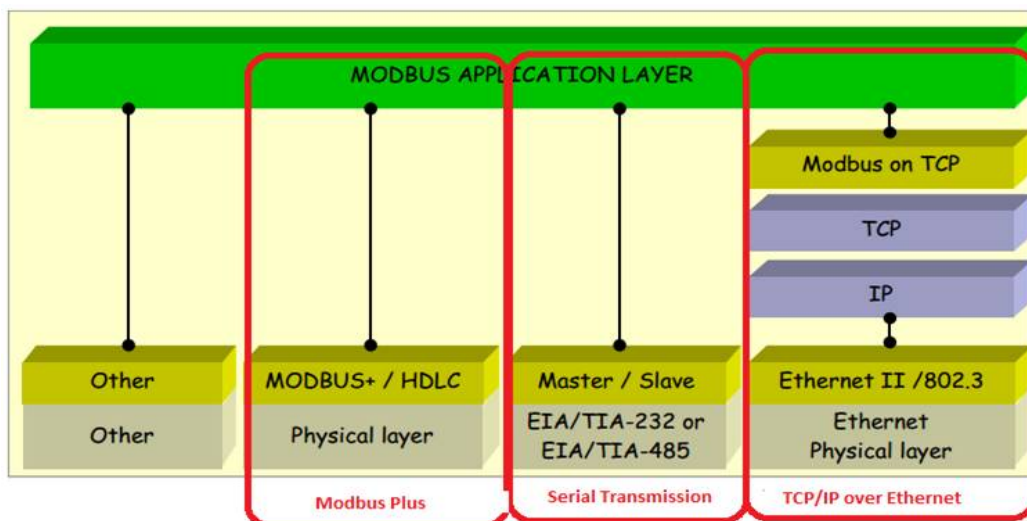 MODBUS APPLICATION LAYER
Modbus on TCP
TCP
IP
Other
MODBUS+ / HDLC
Master / Slave
Ethernet II /802.3
Other
Physical layer
EIA/TIA-232 or
EIA/TIA-485
Ethernet
Physical layer
Modbus Plus
Serial Transmission
TCP/IP over Ethernet